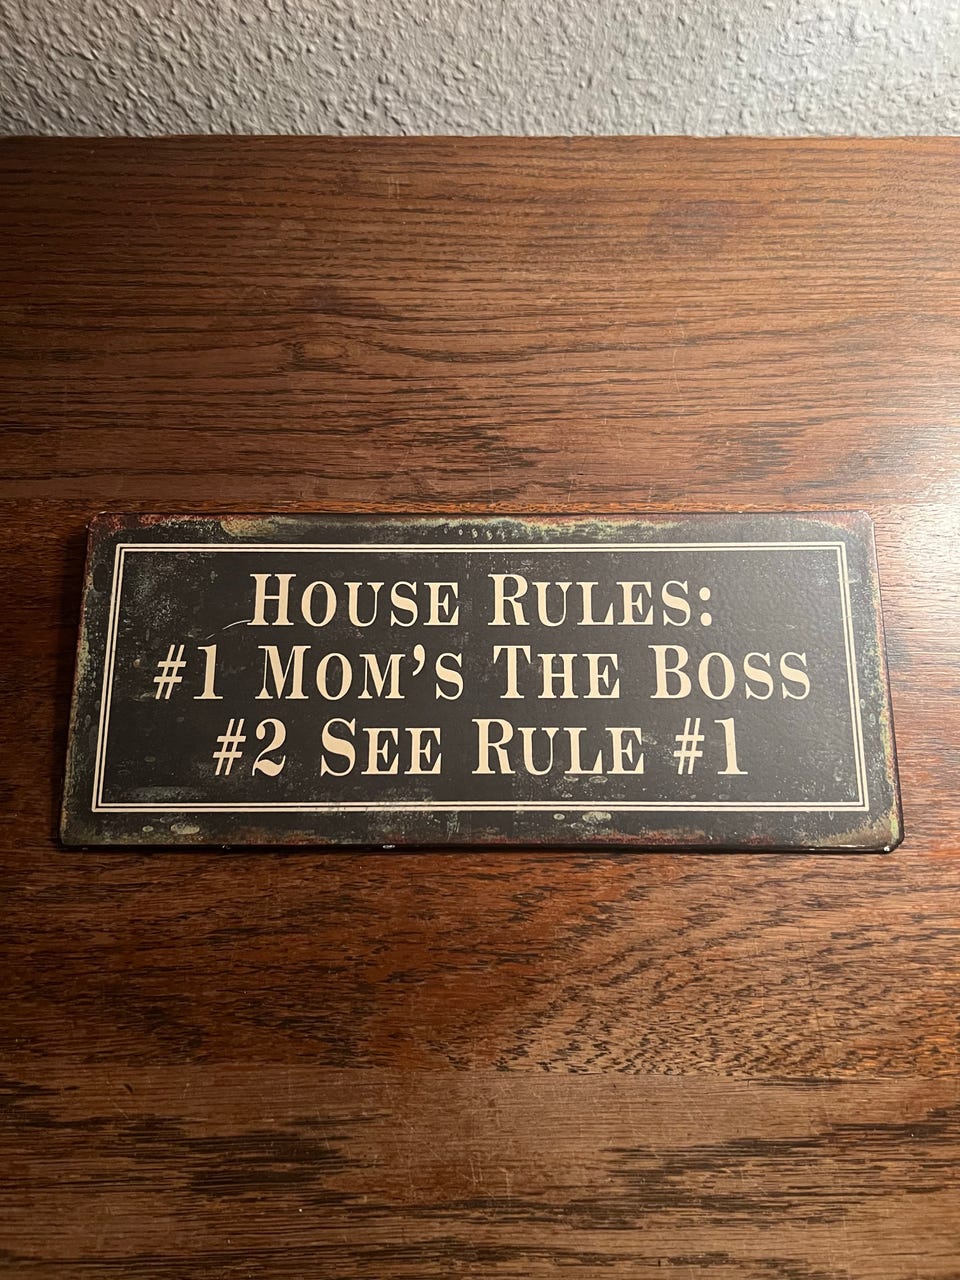 House Rules:
#1 Mom's The Boss
#2 See Rule #1